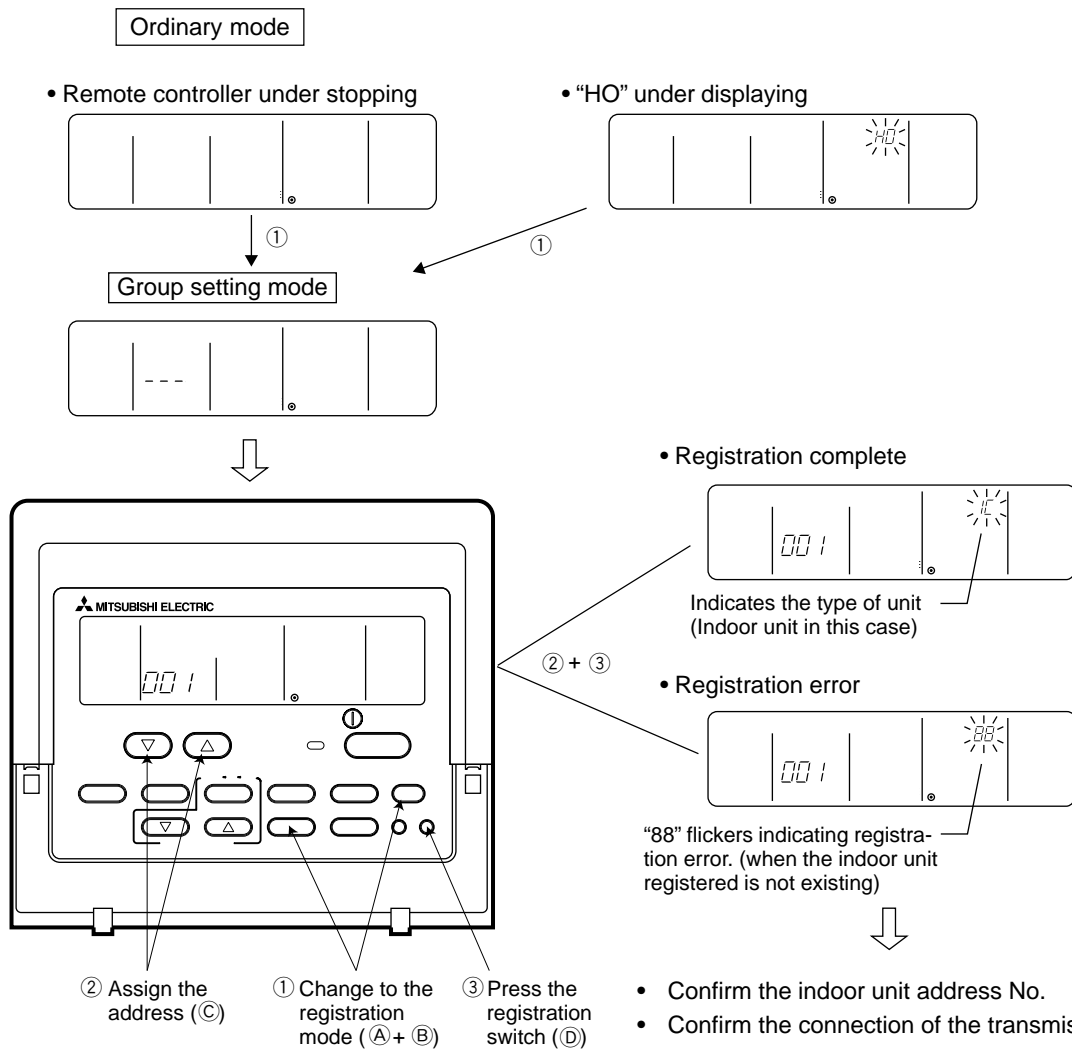 Ordinary mode
• Remote controller under stopping
• “HO” under displaying
HO
①
①
Group setting mode
- - -
• Registration complete
IC
001
Indicates the type of unit
(Indoor unit in this case)
MITSUBISHI ELECTRIC
001
② + ③
• Registration error
88
001
“88” flickers indicating registra-
tion error. (when the indoor unit
registered is not existing)
② Assign the
address (Ⓒ)
① Change to the
registration
mode (Ⓐ+ Ⓑ)
③ Press the
registration
switch (Ⓓ)
• Confirm the indoor unit address No.
• Confirm the connection of the transmis